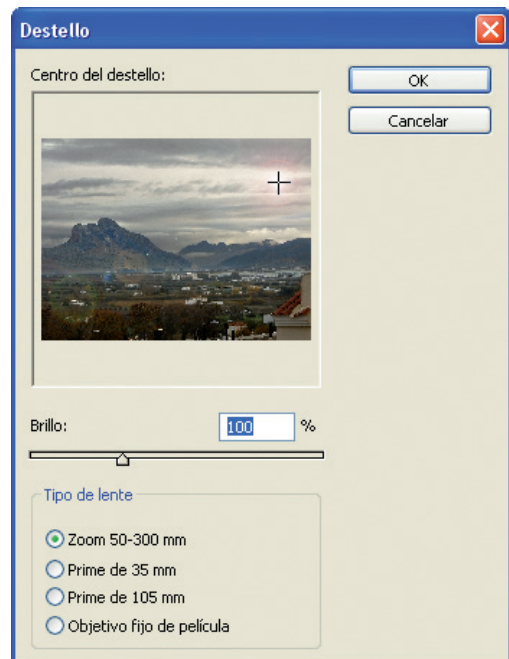 Destello
Centro del destello:
OK
Cancelar
Brillo:
100 %
Tipo de lente
Zoom 50-300 mm
Prime de 35 mm
Prime de 105 mm
Objetivo fijo de película